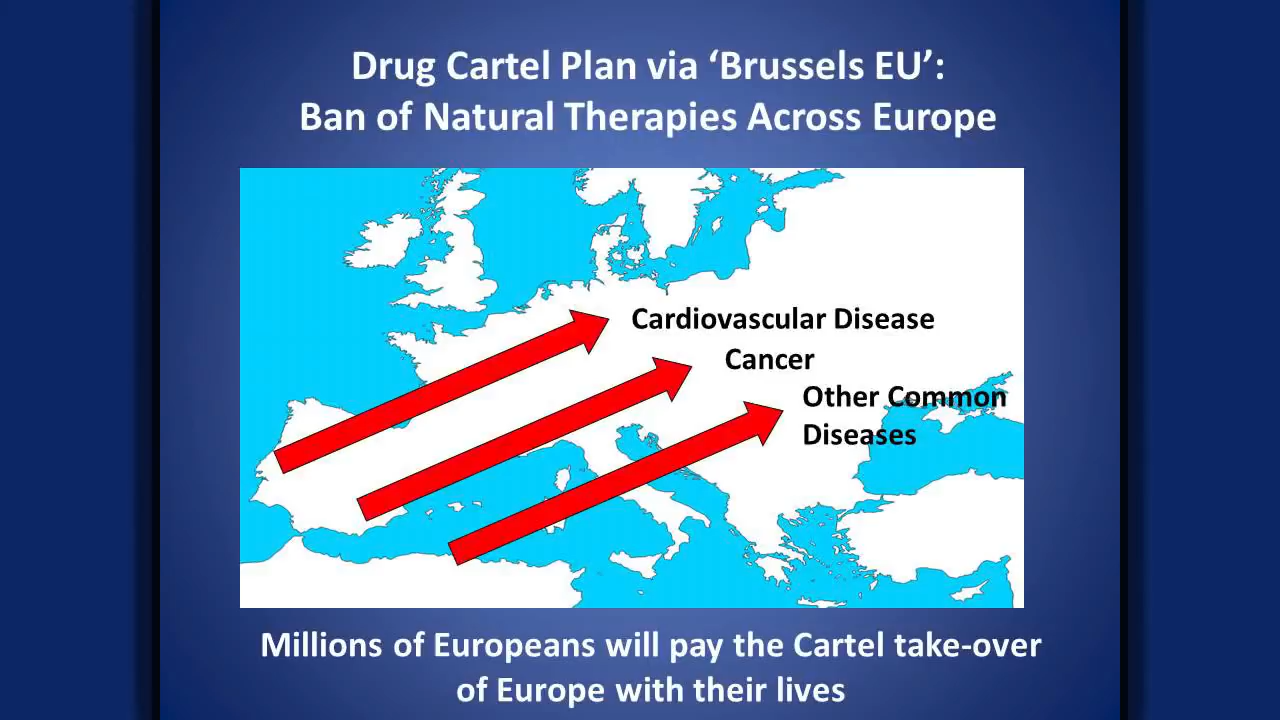 Drug Cartel Plan via ‘Brussels EU’:
Ban of Natural Therapies Across Europe
Cardiovascular Disease
Cancer
Other Common
Diseases
Millions of Europeans will pay the Cartel take-over
of Europe with their lives